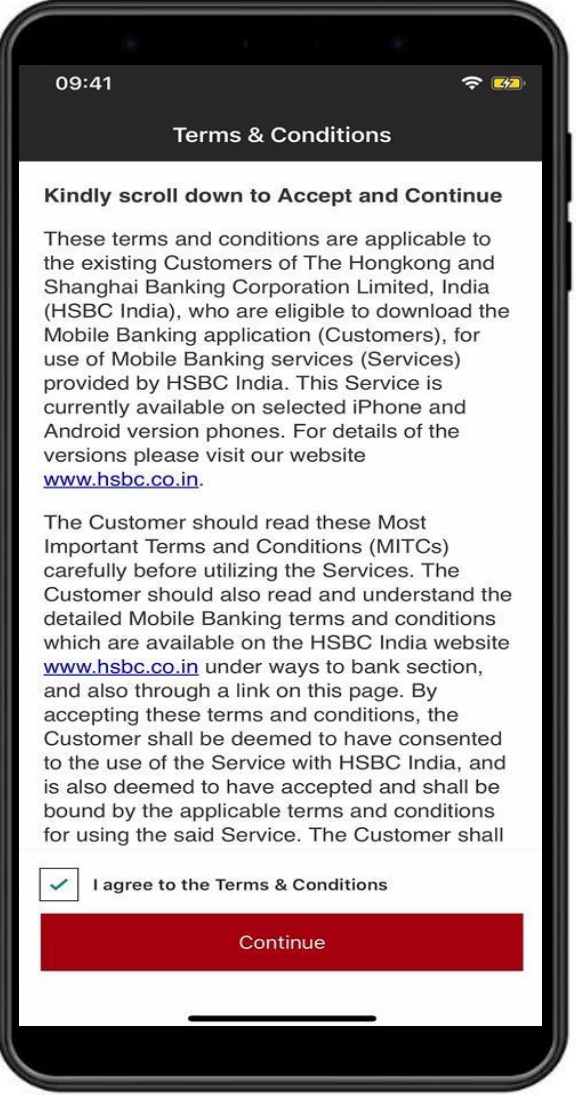 09:41
Terms & Conditions
Kindly scroll down to Accept and Continue
These terms and conditions are applicable to
the existing Customers of The Hongkong and
Shanghai Banking Corporation Limited, India
(HSBC India), who are eligible to download the
Mobile Banking application (Customers), for
use of Mobile Banking services (Services)
provided by HSBC India. This Service is
currently available on selected iPhone and
Android version phones. For details of the
versions please visit our website
www.hsbc.co.in.
The Customer should read these Most
Important Terms and Conditions (MITCs)
carefully before utilizing the Services. The
Customer should also read and understand the
detailed Mobile Banking terms and conditions
which are available on the HSBC India website
www.hsbc.co.in under ways to bank section,
and also through a link on this page. By
accepting these terms and conditions, the
Customer shall be deemed to have consented
to the use of the Service with HSBC India, and
is also deemed to have accepted and shall be
bound by the applicable terms and conditions
for using the said Service. The Customer shall
I agree to the Terms & Conditions
Continue